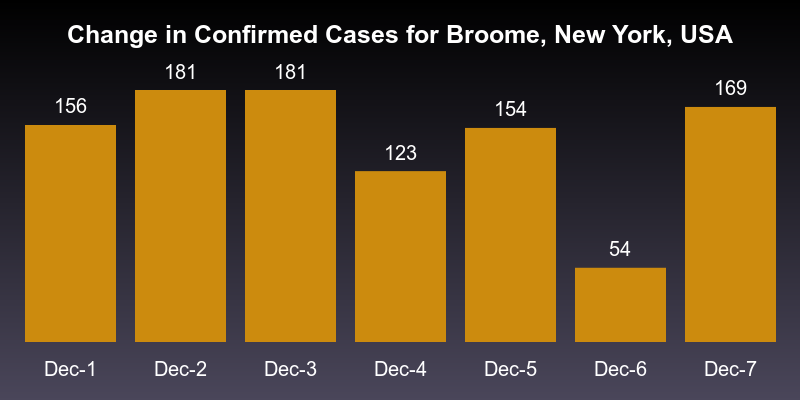 Change in Confirmed Cases for Broome, New York, USA
156 181 181 123 154 54 169
Dec-1 Dec-2 Dec-3 Dec-4 Dec-5 Dec-6 Dec-7